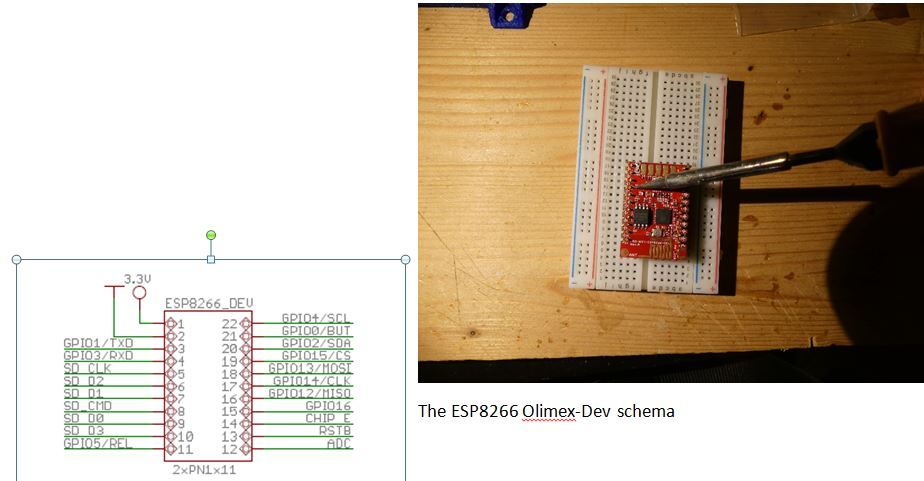 3.3V
ESP8266_DEV
1 22 GPIO4/SCL
2 21 GPIO0/BUT
GPIO1/TXD 3 20 GPIO2/SDA
GPIO3/RXD 4 19 GPIO15/CS
SD_CLK 5 18 GPIO13/MOSI
SD_D2 6 17 GPIO14/CLK
SD_D1 7 16 GPIO12/MISO
SD_CMD 8 15 GPIO16
SD_D0 9 14 CHIP_E
SD_D3 10 13 RSTB
GPIO5/REL 11 12 ADC
2xPN1x11
The ESP8266 Olimex-Dev schema